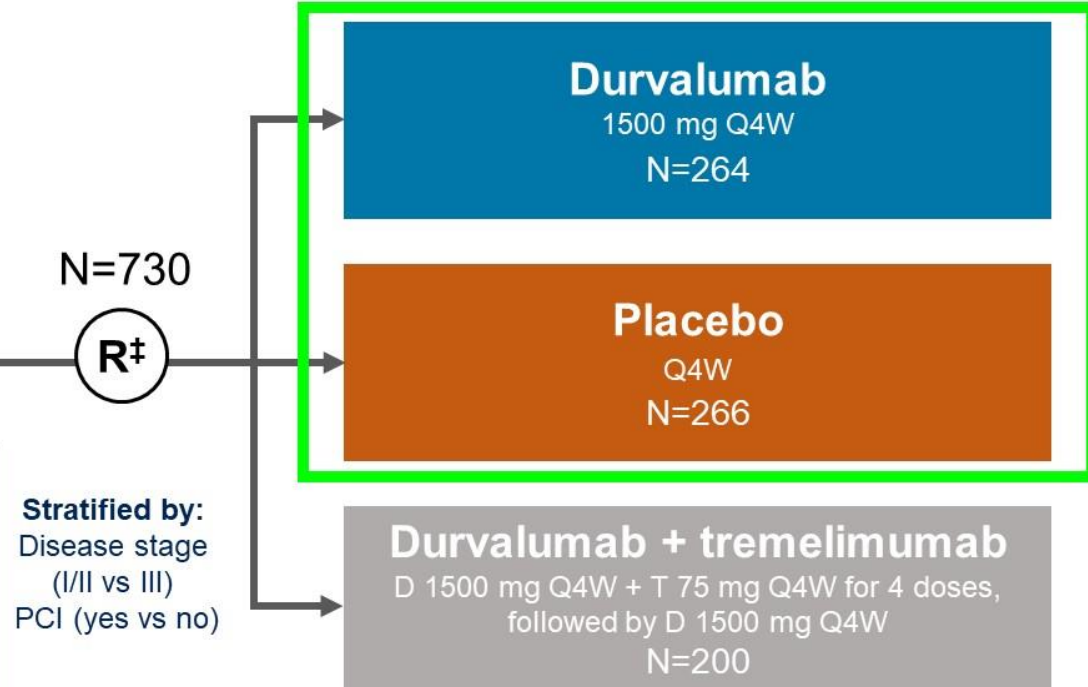 Durvalumab
1500 mg Q4W
N=264
N=730
R‡
Placebo
Q4W
N=266
Stratified by:
Disease stage
(I/II vs III)
PCI (yes vs no)
Durvalumab + tremelimumab
D 1500 mg Q4W + T 75 mg Q4W for 4 doses,
followed by D 1500 mg Q4W
N=200